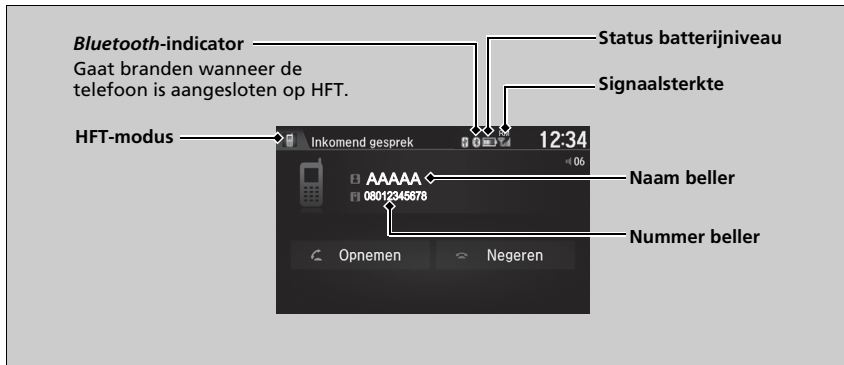 Bluetooth-indicator
Gaat branden wanneer de
telefoon is aangesloten op HFT.
HFT-modus
Status batterijniveau
Signaalsterkte
Naam beller
Nummer beller
Inkomend gesprek
12:34
06
AAAAA
08012345678
Opnemen
Negeren